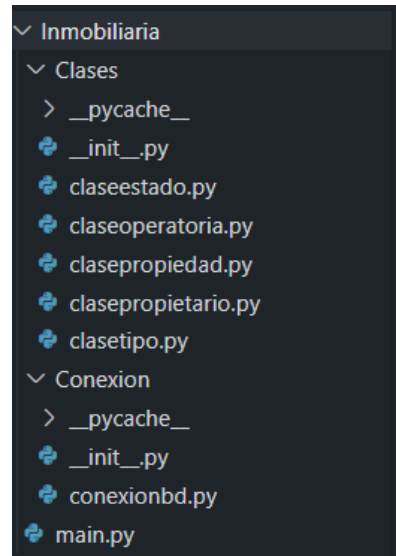 Inmobiliaria
Clases
__pycache__
__init__.py
claseestado.py
claseoperatoria.py
clasepropiedad.py
clasepropietario.py
clasetipo.py
Conexion
__pycache__
__init__.py
conexionbd.py
main.py